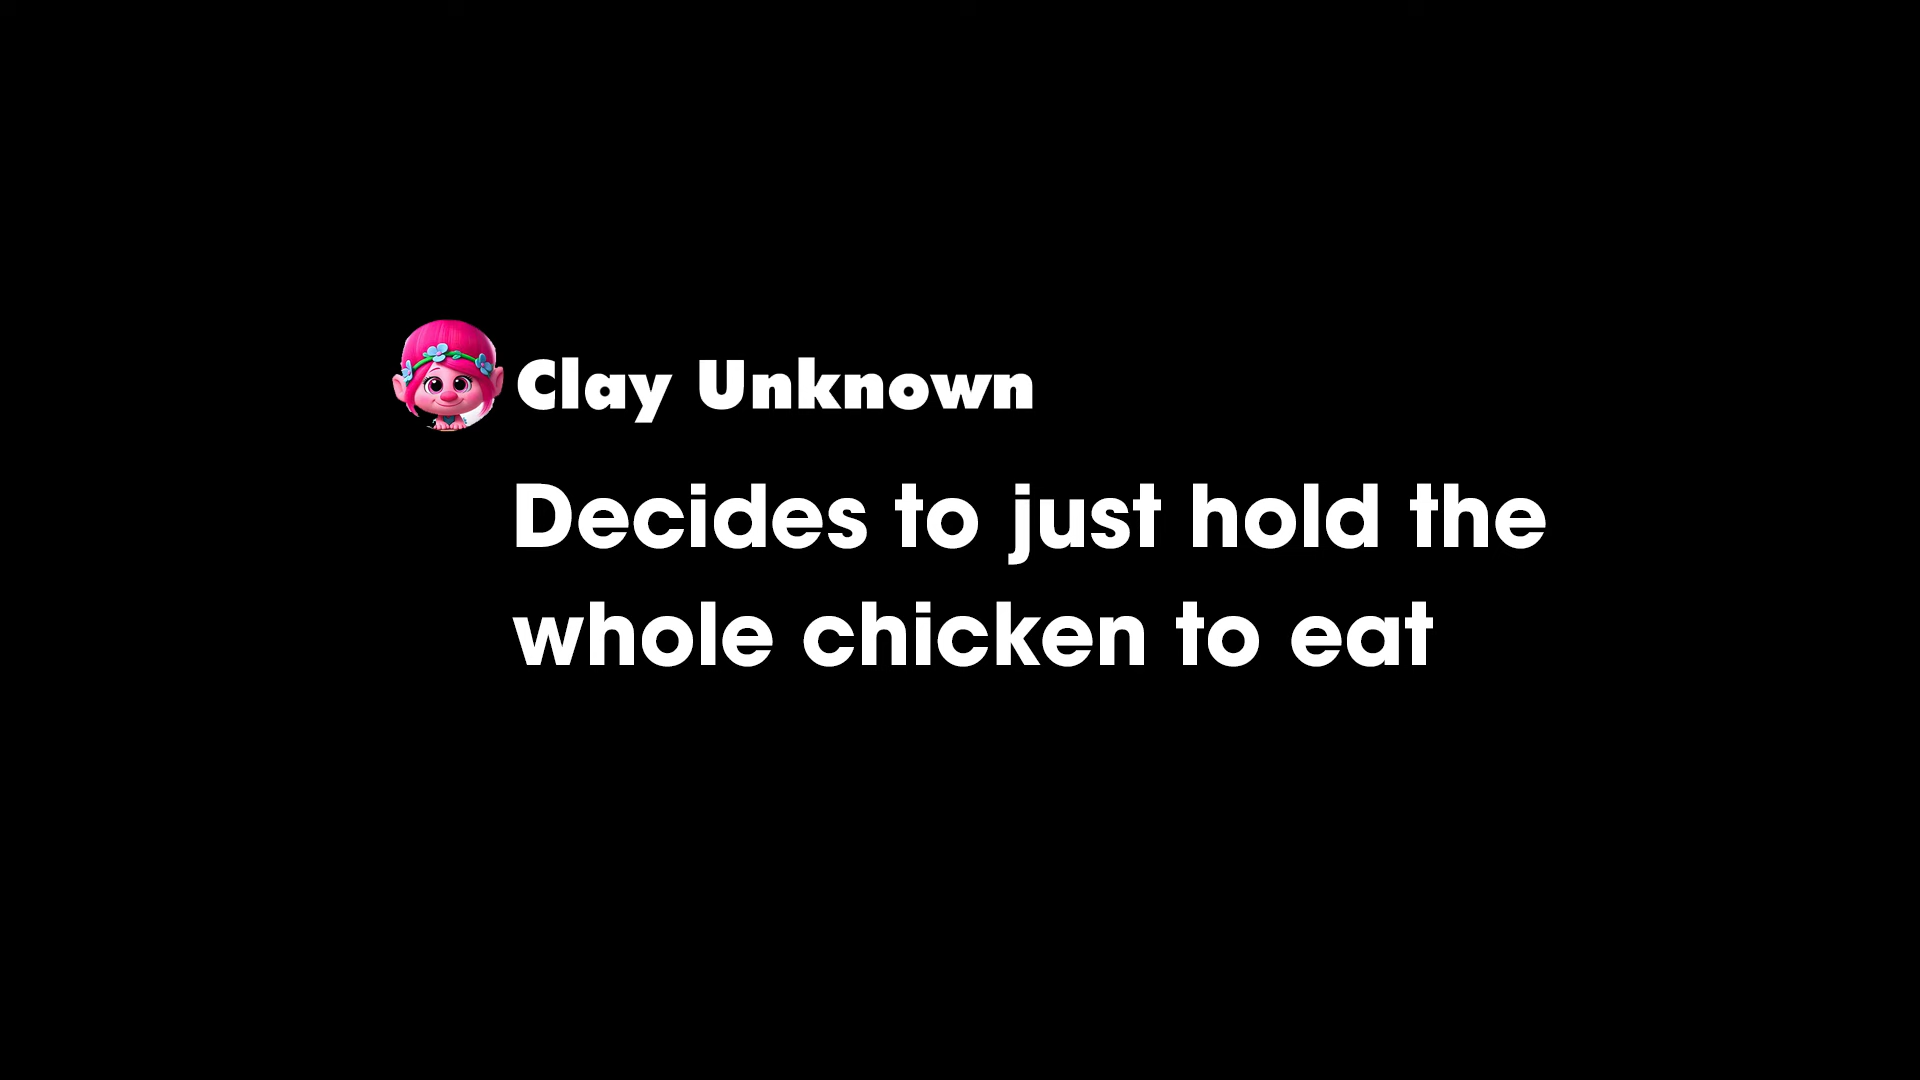 Clay Unknown
Decides to just hold the
whole chicken to eat